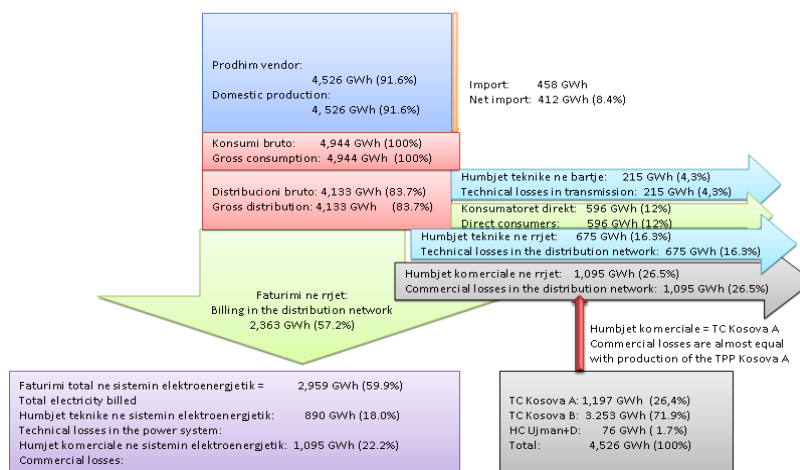 Prodhim vendor:
4,526 GWh (91.6%)
Domestic production:
4, 526 GWh (91.6%)
Import: 458 GWh
Net import: 412 GWh (8.4%)
Konsumi bruto: 4,944 GWh (100%)
Gross consumption: 4,944 GWh (100%)
Distribucioni bruto: 4,133 GWh (83.7%)
Gross distribution: 4,133 GWh (83.7%)
Humbjet teknike ne bartje: 215 GWh (4,3%)
Technical losses in transmission: 215 GWh (4,3%)
Konsumatoret direkt: 596 GWh (12%)
Direct consumers: 596 GWh (12%)
Humbjet teknike ne rrjet: 675 GWh (16.3%)
Technical losses in the distribution network: 675 GWh (16.3%)
Humbjet komerciale ne rrjet: 1,095 GWh (26.5%)
Commercial losses in the distribution network: 1,095 GWh (26.5%)
Faturimi ne rrjet:
Billing in the distribution network
2,363 GWh (57.2%)
Humbjet komerciale = TC Kosova A
Commercial losses are almost equal
with production of the TPP Kosova A
Faturimi total ne sistemin elektroenergjetik = 2,959 GWh (59.9%)
Total electricity billed
Humbjet teknike ne sistemin elektroenergjetik: 890 GWh (18.0%)
Technical losses in the power system:
Humjet komerciale ne sistemin elektroenergjetik: 1,095 GWh (22.2%)
Commercial losses:
TC Kosova A: 1,197 GWh (26,4%)
TC Kosova B: 3.253 GWh (71.9%)
HC Ujman+D: 76 GWh ( 1.7%)
Total: 4,526 GWh (100%)